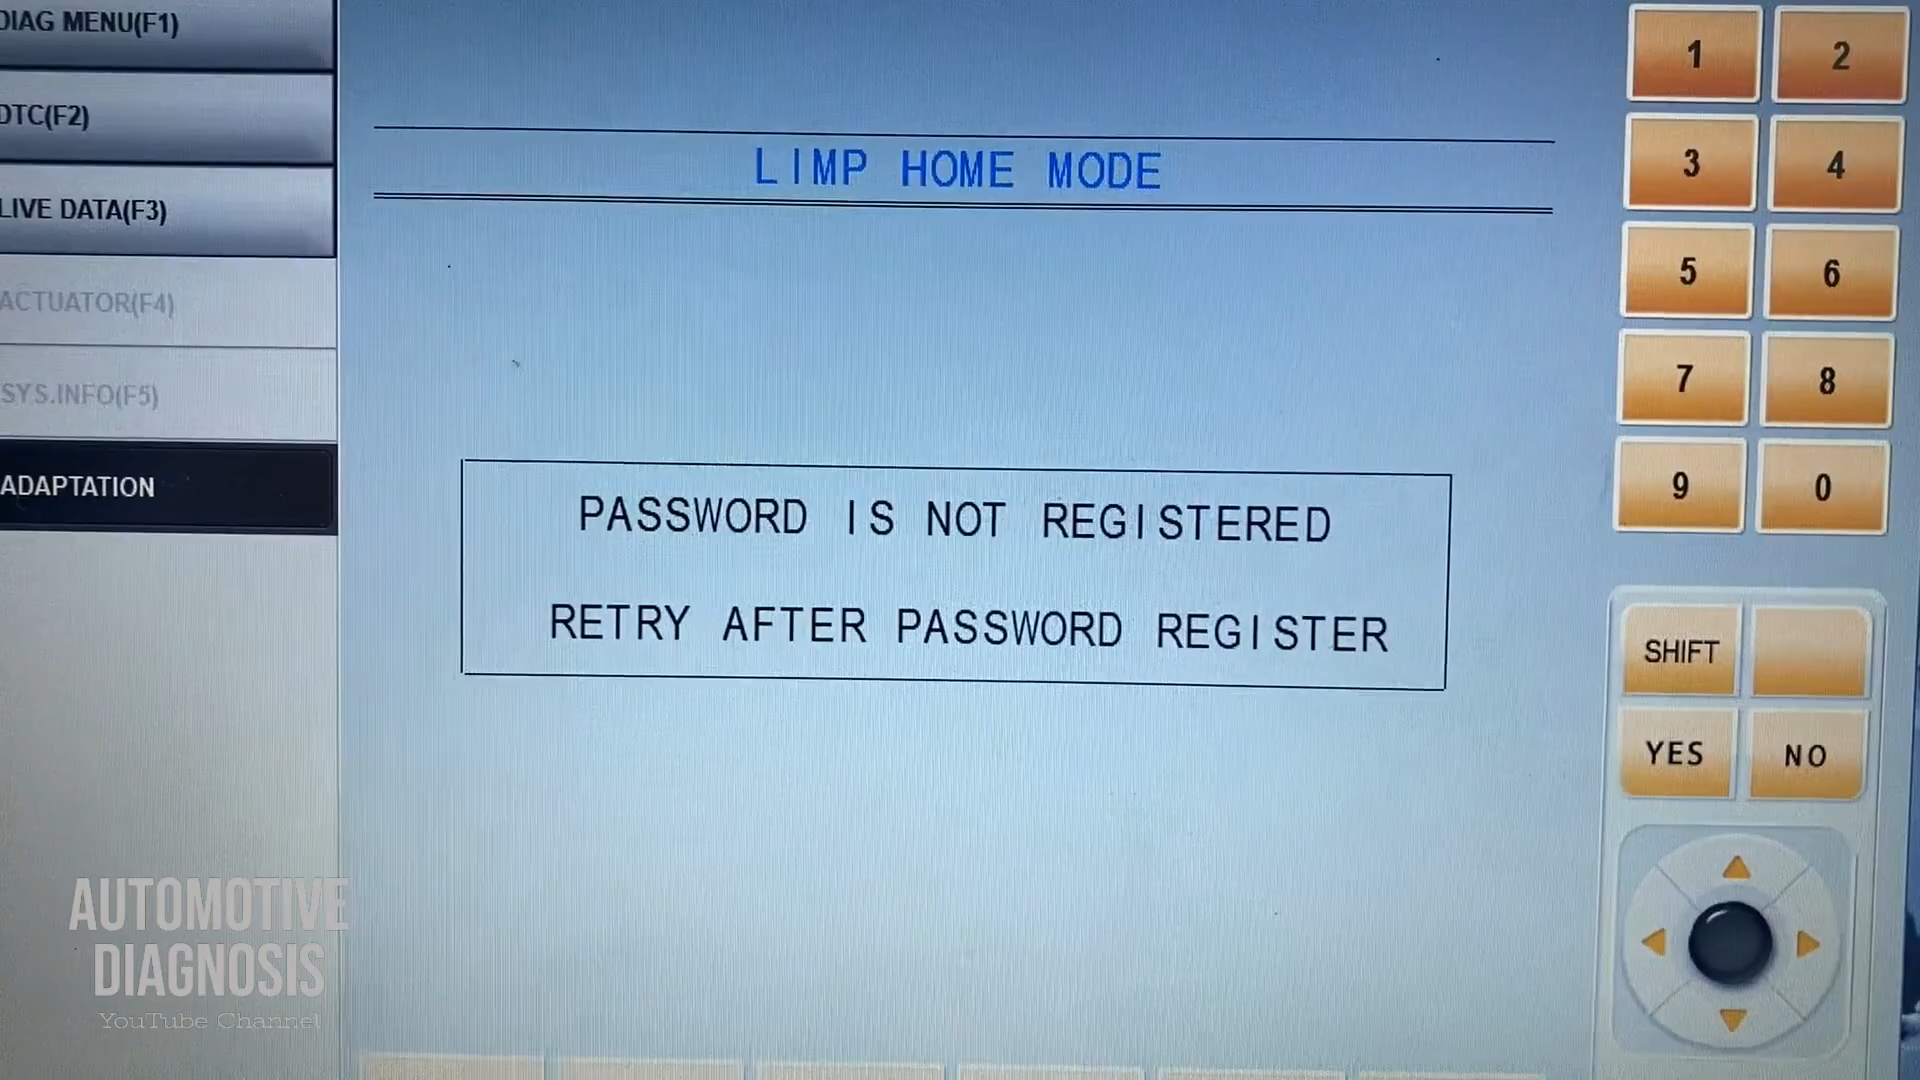 DIAG MENU(F1)
DTC(F2)
LIVE DATA(F3)
ACTUATOR(F4)
SYS.INFO(F5)
ADAPTATION
LIMP HOME MODE
PASSWORD IS NOT REGISTERED
RETRY AFTER PASSWORD REGISTER
1 2
3 4
5 6
7 8
9 0
SHIFT
YES NO
AUTOMOTIVE
DIAGNOSIS
YouTube Channel